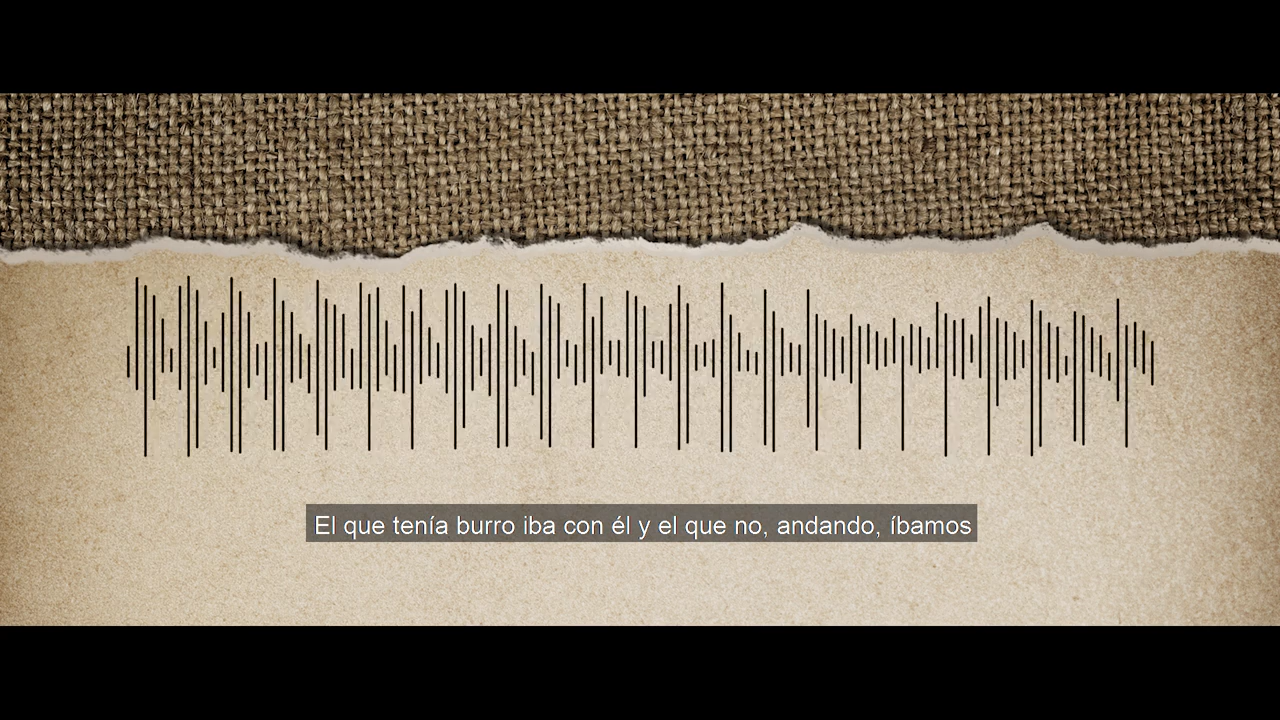 El que tenía burro iba con él y el que no, andando, íbamos